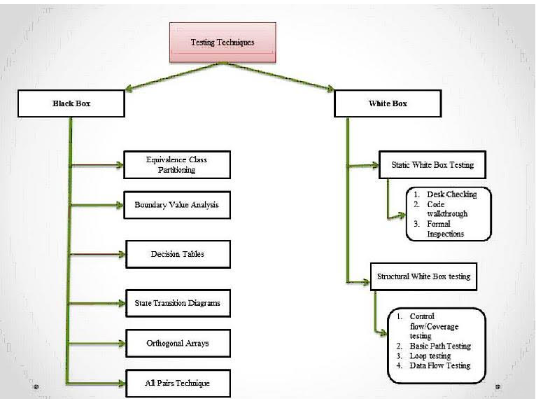 Testing Techniques
Black Box
White Box
Equivalence Class
Partitioning
Boundary Value Analysis
Decision Tables
State Transition Diagrams
Orthogonal Arrays
All Pairs Technique
Static White Box Testing
1. Desk Checking
2. Code
walkthrough
3. Formal
Inspections
Structural White Box testing
1. Control
flow/Coverage
testing
2. Basic Path Testing
3. Loop testing
4. Data Flow Testing